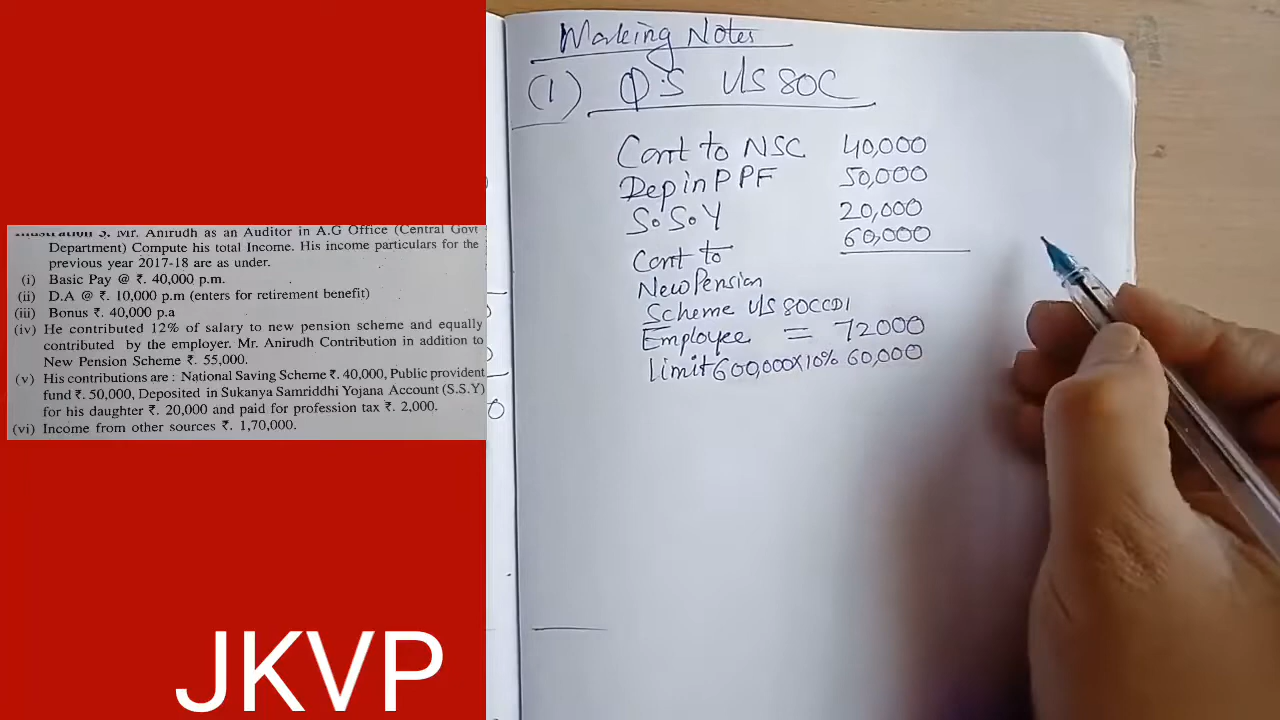 Mr. Anirudh as an Auditor in A.G Office (Central Govt
Department) Compute his total Income. His income particulars for the
previous year 2017-18 are as under.
(i) Basic Pay @ ₹. 40,000 p.m.
(ii) D.A @ ₹. 10,000 p.m (enters for retirement benefit)
(iii) Bonus ₹. 40,000 p.a
(iv) He contributed 12% of salary to new pension scheme and equally
contributed by the employer. Mr. Anirudh Contribution in addition to
New Pension Scheme ₹. 55,000.
(v) His contributions are : National Saving Scheme ₹. 40,000, Public provident
fund ₹. 50,000, Deposited in Sukanya Samriddhi Yojana Account (S.S.Y)
for his daughter ₹. 20,000 and paid for profession tax ₹. 2,000.
(vi) Income from other sources ₹. 1,70,000.
JKVP
Working Notes
(1) Q.S U/S 80C
Cont to NSC 40,000
Dep in PPF 50,000
S.S.Y 20,000
60,000
Cont to
New Pension
Scheme U/S 80CCD1
Employee = 72000
limit 600,000x10% 60,000